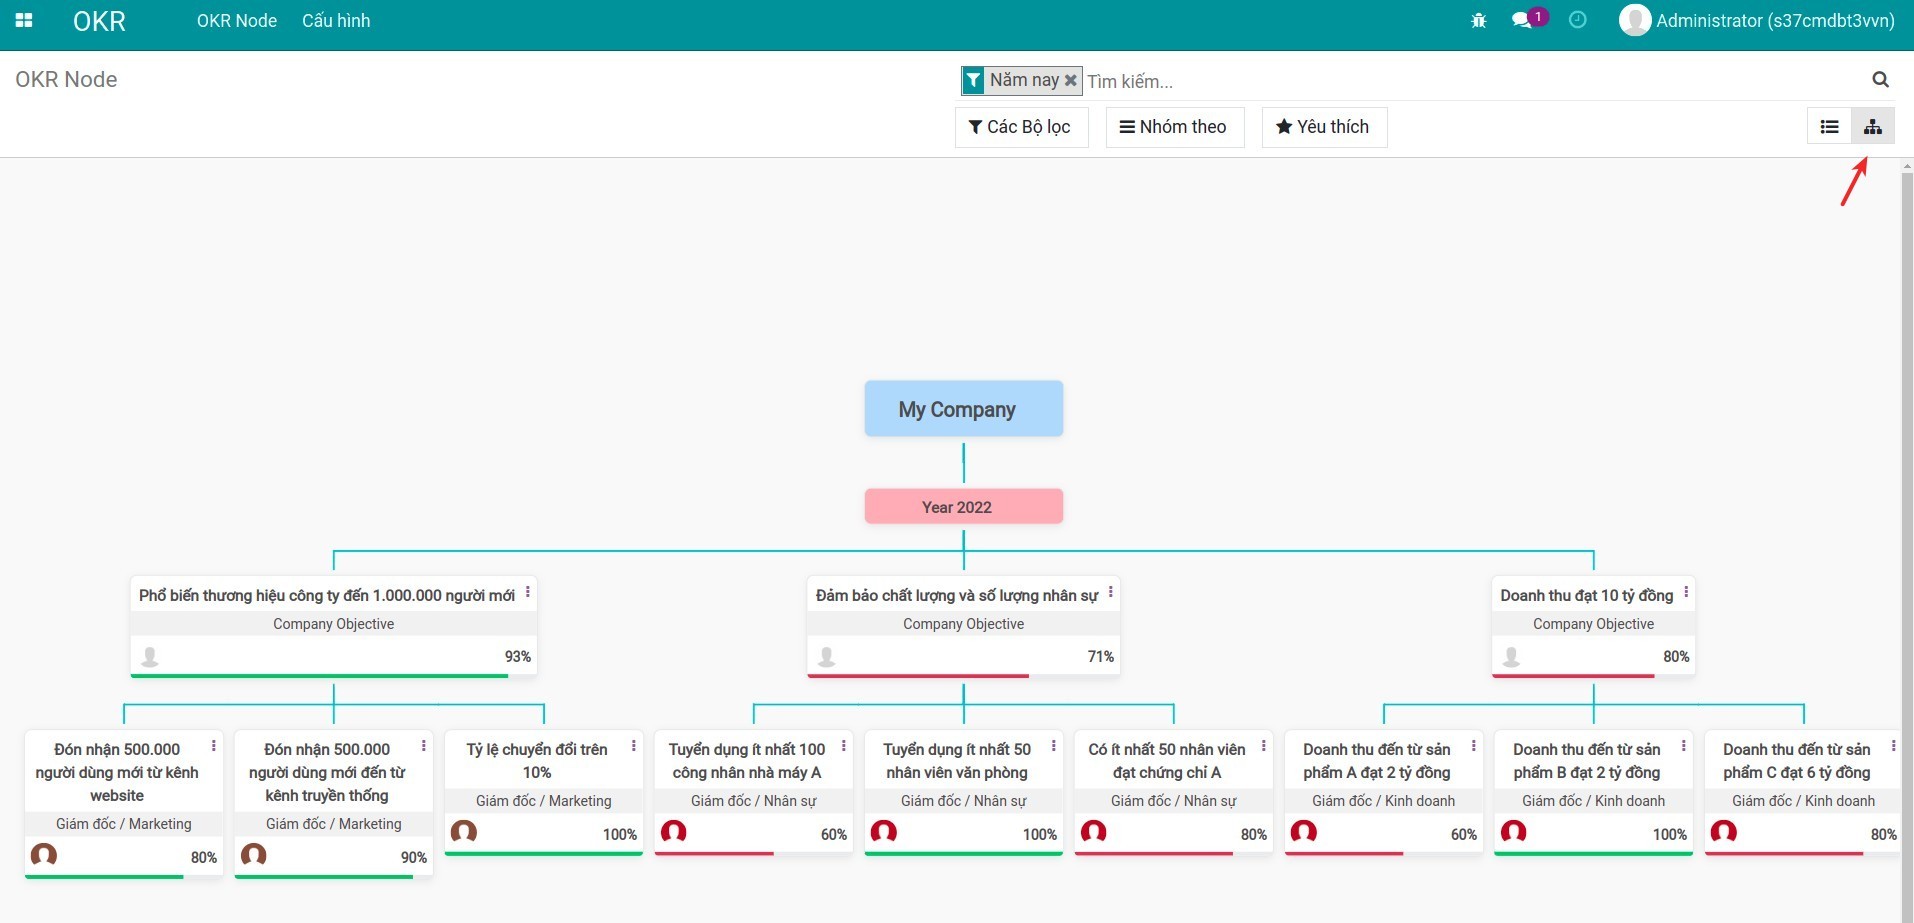 OKR
OKR Node
Cấu hình
1
Administrator (s37cmdbt3vvn)
OKR Node
Năm nay
Tìm kiếm...
Các Bộ lọc
Nhóm theo
Yêu thích
My Company
Year 2022
Phổ biến thương hiệu công ty đến 1.000.000 người mới
Company Objective
93%
Đảm bảo chất lượng và số lượng nhân sự
Company Objective
71%
Doanh thu đạt 10 tỷ đồng
Company Objective
80%
Đón nhận 500.000
người dùng mới từ kênh
website
Giám đốc / Marketing
80%
Đón nhận 500.000
người dùng mới đến từ
kênh truyền thống
Giám đốc / Marketing
90%
Tỷ lệ chuyển đổi trên
10%
Giám đốc / Marketing
100%
Tuyển dụng ít nhất 100
công nhân nhà máy A
Giám đốc / Nhân sự
60%
Tuyển dụng ít nhất 50
nhân viên văn phòng
Giám đốc / Nhân sự
100%
Có ít nhất 50 nhân viên
đạt chứng chỉ A
Giám đốc / Nhân sự
80%
Doanh thu đến từ sản
phẩm A đạt 2 tỷ đồng
Giám đốc / Kinh doanh
60%
Doanh thu đến từ sản
phẩm B đạt 2 tỷ đồng
Giám đốc / Kinh doanh
100%
Doanh thu đến từ sản
phẩm C đạt 6 tỷ đồng
Giám đốc / Kinh doanh
80%